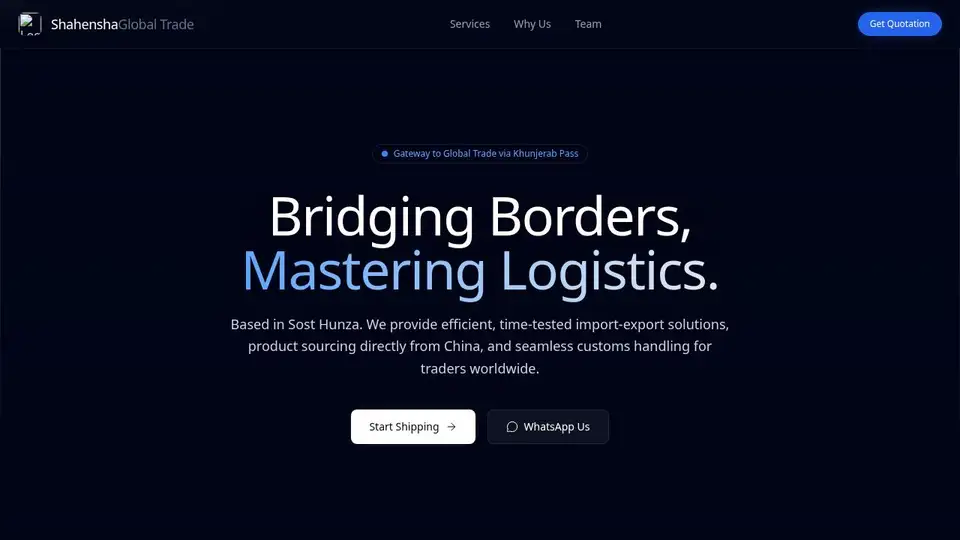 ShahenshaGlobal Trade
Services
Why Us
Team
Get Quotation
Gateway to Global Trade via Khunjerab Pass
Bridging Borders,
Mastering Logistics.
Based in Sost Hunza. We provide efficient, time-tested import-export solutions,
product sourcing directly from China, and seamless customs handling for
traders worldwide.
Start Shipping
WhatsApp Us